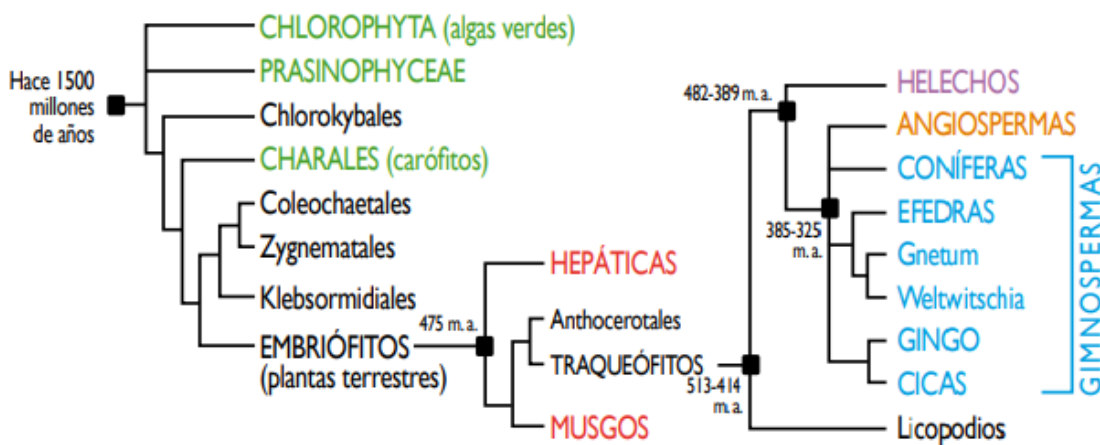 Hace 1500
millones
de años
CHLOROPHYTA (algas verdes)
PRASINOPHYCEAE
Chlorokybales
CHARALES (carófitos)
Coleochaetales
Zygnematales
Klebsormidiales
EMBRIÓFITOS
(plantas terrestres)
475 m. a.
HEPÁTICAS
Anthocerotales
TRAQUEÓFITOS
MUSGOS
513-414
m. a.
482-389 m. a.
HELECHOS
385-325
m. a.
ANGIOSPERMAS
CONÍFERAS
EFEDRAS
Gnetum
Weltwitschia
GINGO
CICAS
GIMNOSPERMAS
Licopodios